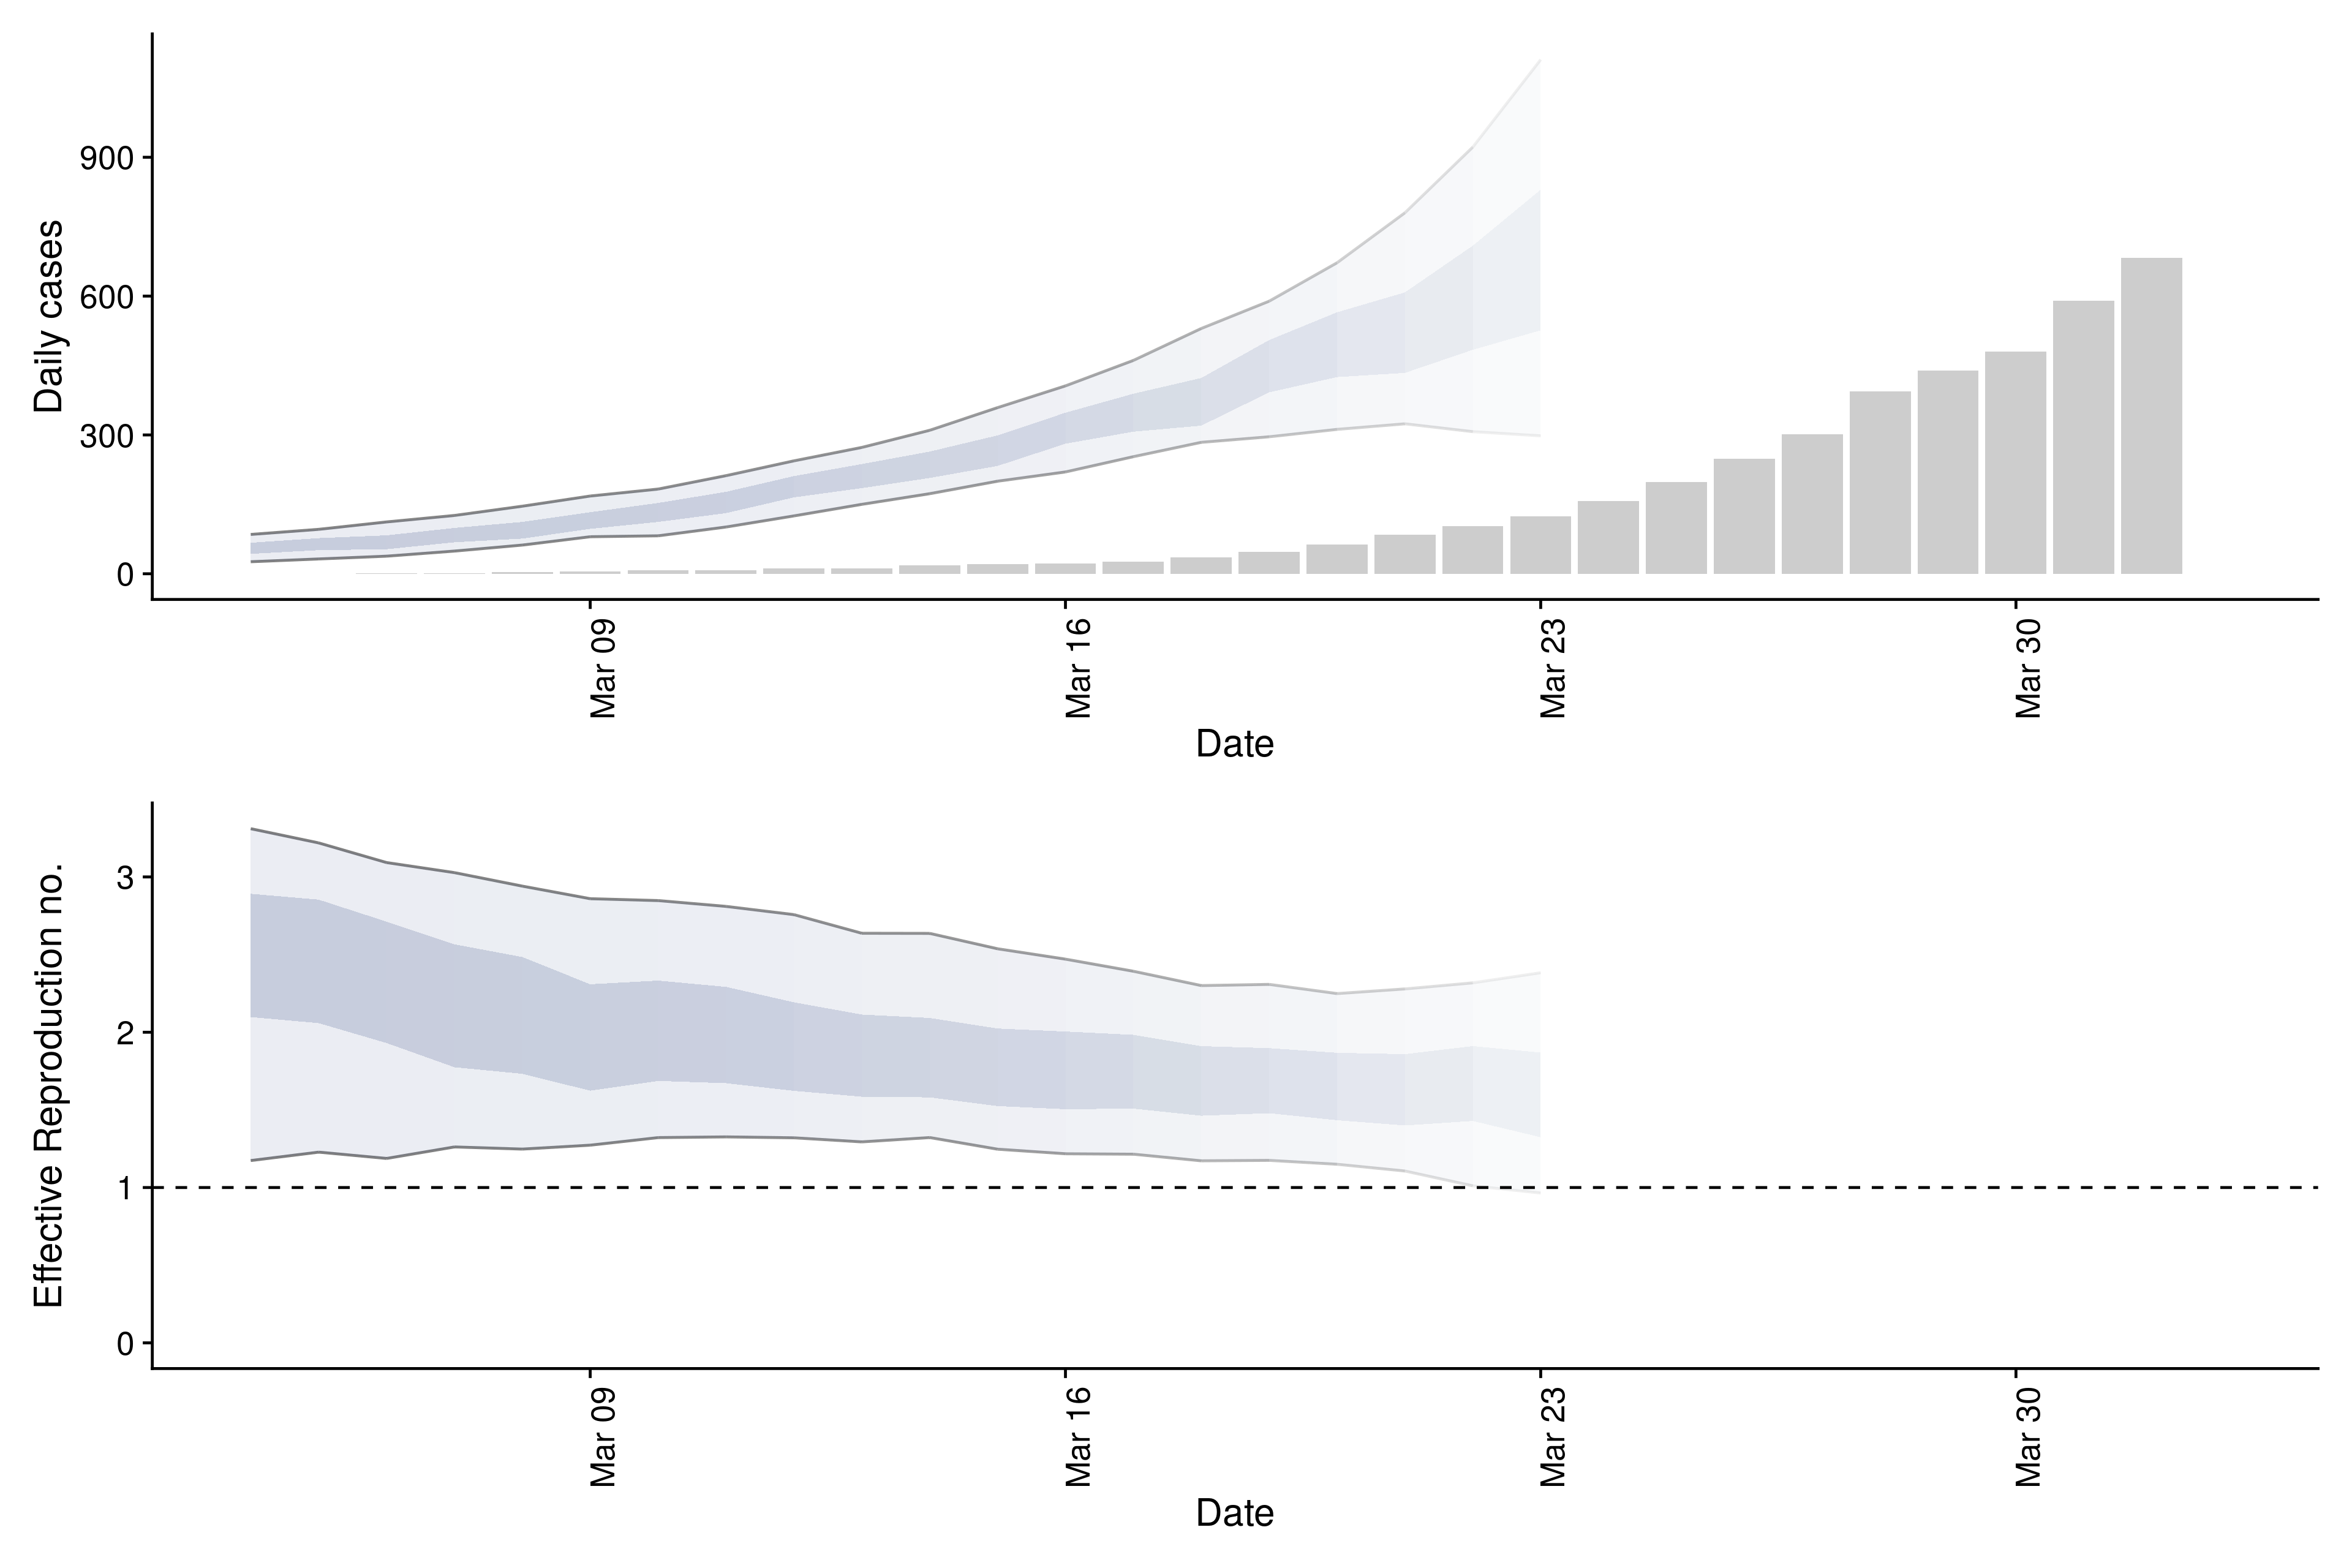 Daily cases
900
600
300
0
Mar 09
Mar 16
Mar 23
Mar 30
Date
Effective Reproduction no.
3
2
1
0
Mar 09
Mar 16
Mar 23
Mar 30
Date